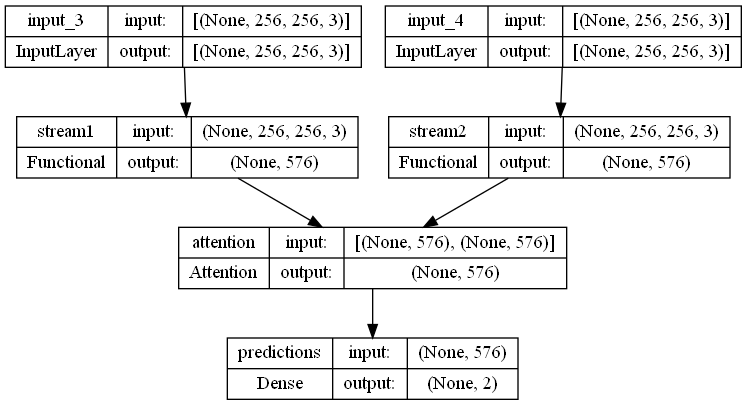 input_3 input: [(None, 256, 256, 3)]
InputLayer output: [(None, 256, 256, 3)]
input_4 input: [(None, 256, 256, 3)]
InputLayer output: [(None, 256, 256, 3)]
stream1 input: (None, 256, 256, 3)
Functional output: (None, 576)
stream2 input: (None, 256, 256, 3)
Functional output: (None, 576)
attention input: [(None, 576), (None, 576)]
Attention output: (None, 576)
predictions input: (None, 576)
Dense output: (None, 2)